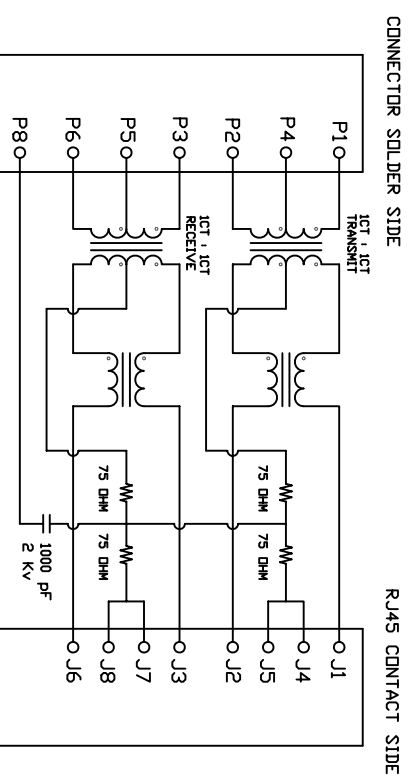 CONNECTOR SOLDER SIDE
RJ45 CONTACT SIDE
P1
P4
P2
P3
P5
P6
P8
1CT : 1CT
TRANSMIT
1CT : 1CT
RECEIVE
75 OHM
75 OHM
75 OHM
75 OHM
1000 pF
2 Kv
J1
J4
J5
J2
J3
J7
J8
J6